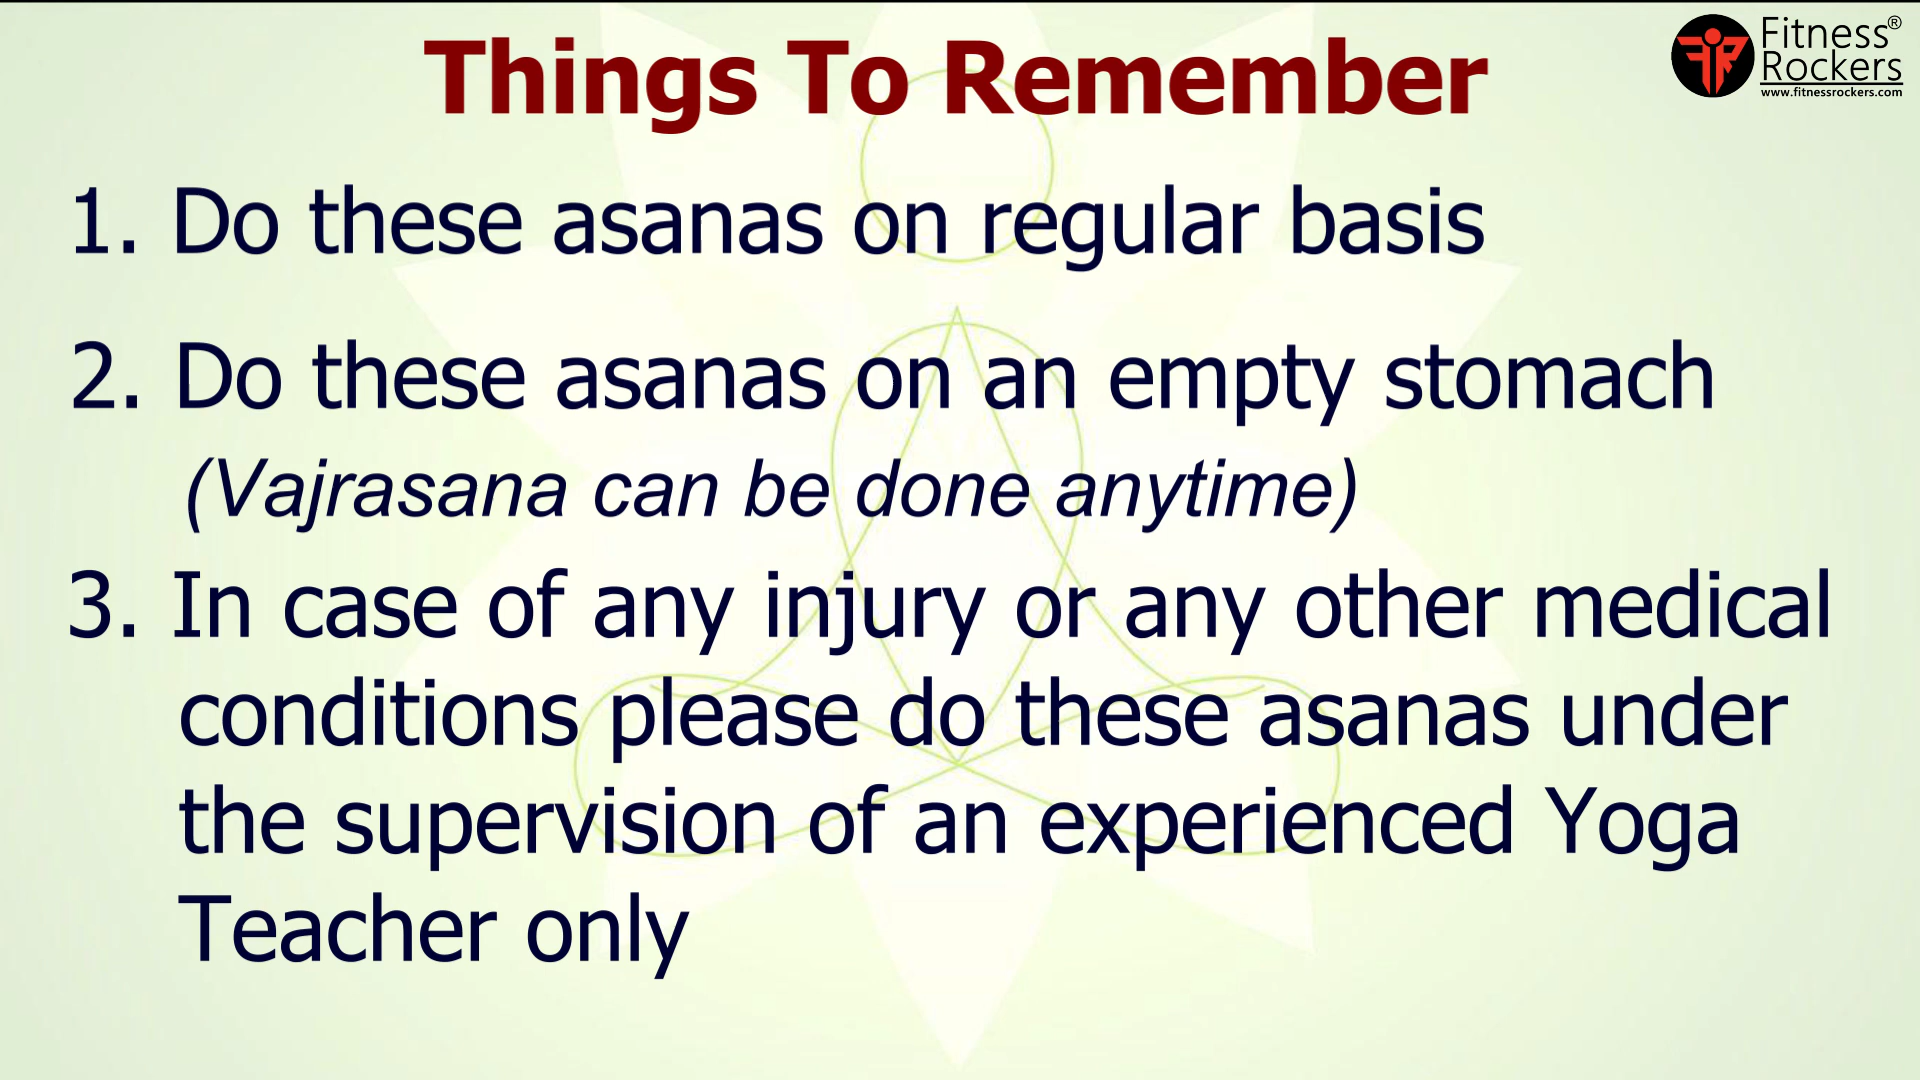 Things To Remember
Fitness®
Rockers
www.fitnessrockers.com
1. Do these asanas on regular basis
2. Do these asanas on an empty stomach
(Vajrasana can be done anytime)
3. In case of any injury or any other medical
conditions please do these asanas under
the supervision of an experienced Yoga
Teacher only